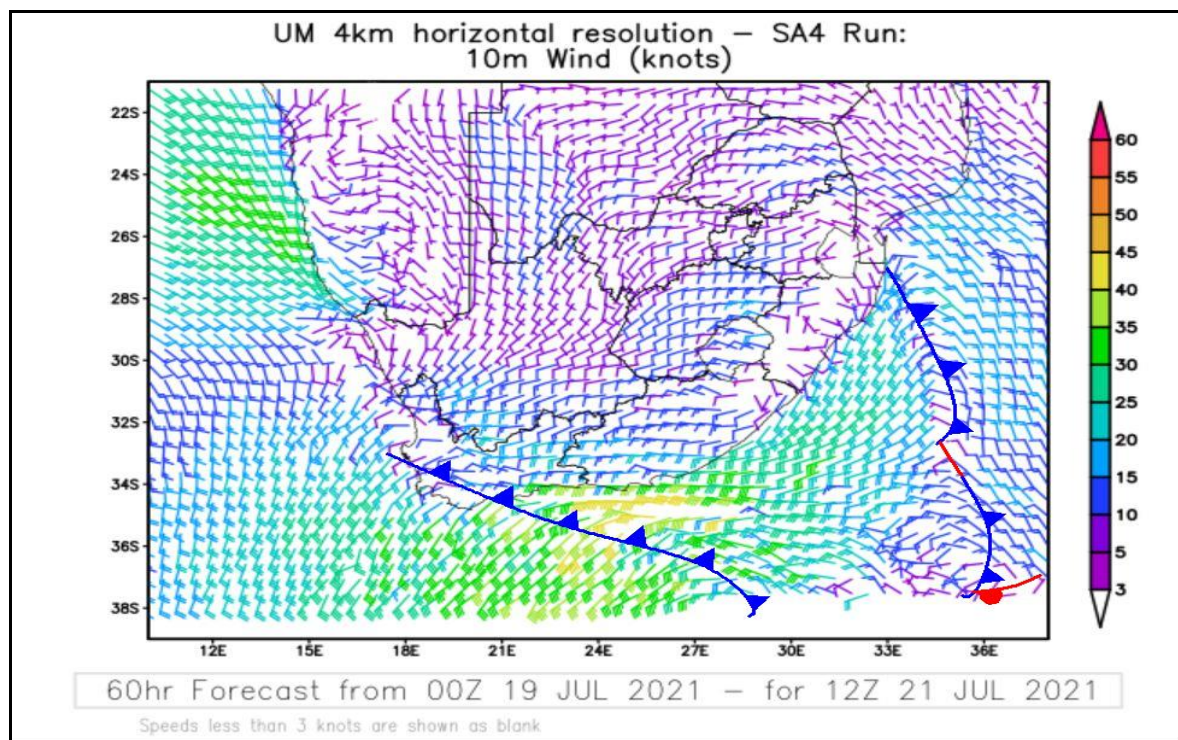 UM 4km horizontal resolution – SA4 Run:
10m Wind (knots)
22S
24S
26S
28S
30S
32S
34S
36S
38S
12E
15E
18E
21E
24E
27E
30E
33E
36E
60
55
50
45
40
35
30
25
20
15
10
5
3
60hr Forecast from 00Z 19 JUL 2021 – for 12Z 21 JUL 2021
Speeds less than 3 knots are shown as blank